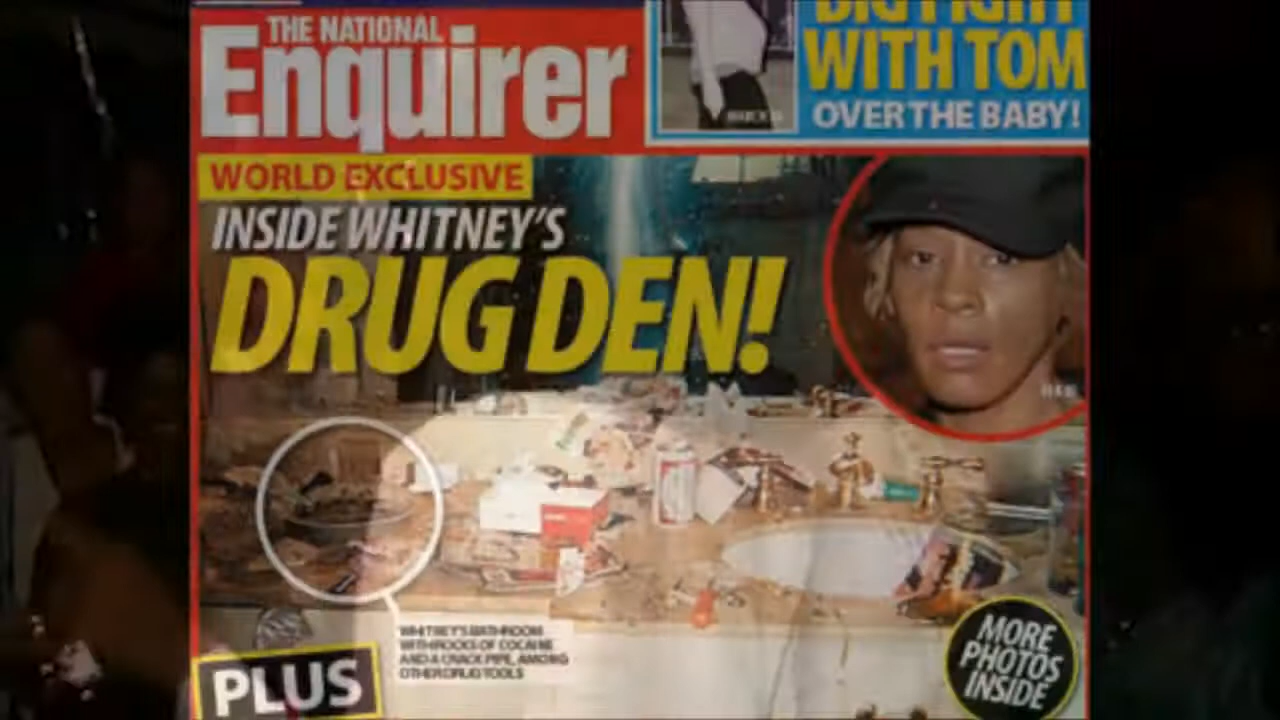 THE NATIONAL
Enquirer
BIG FIGHT
WITH TOM
OVER THE BABY!
WORLD EXCLUSIVE
INSIDE WHITNEY'S
DRUG DEN!
WHITNEY'S BATHROOM
WITH ROCKS OF COCAINE
AND A CRACK PIPE, AMONG
OTHER DRUG TOOLS
PLUS
MORE
PHOTOS
INSIDE